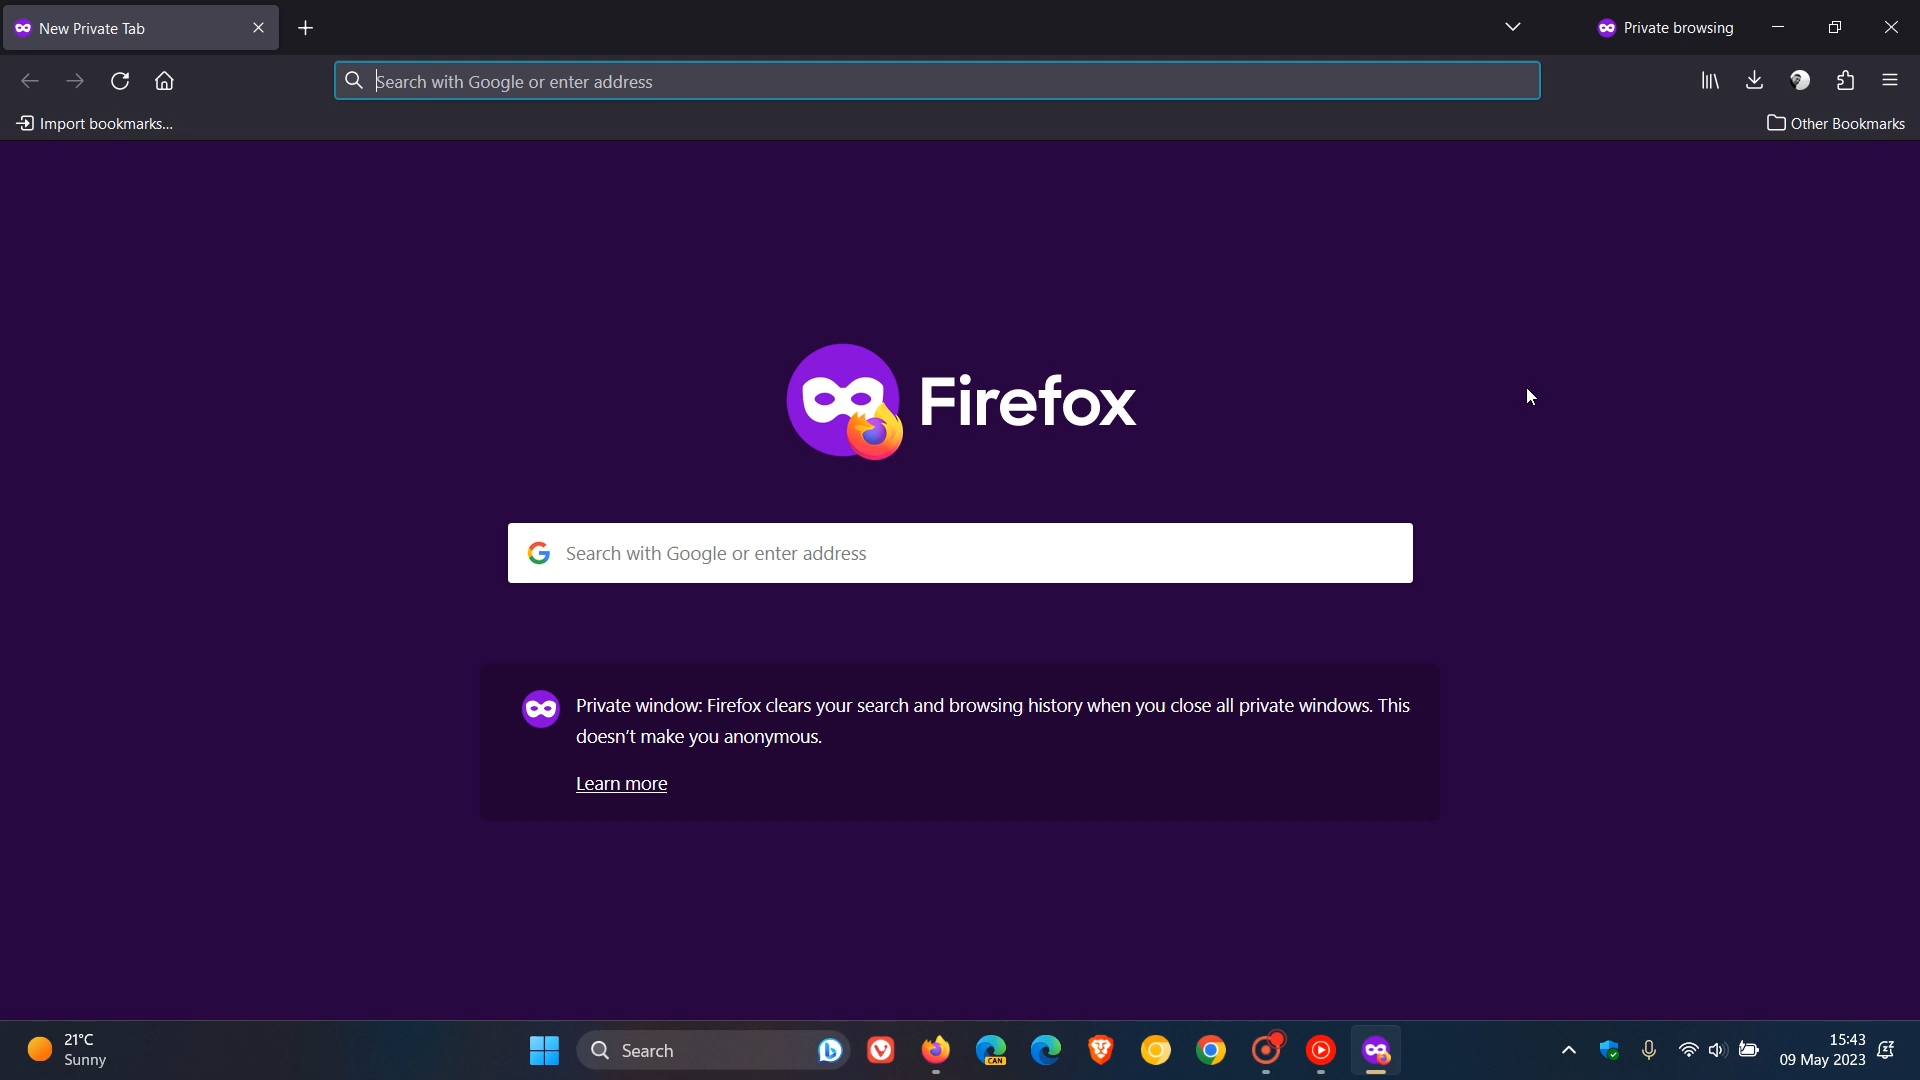 New Private Tab
Private browsing
Search with Google or enter address
Import bookmarks...
Other Bookmarks
Firefox
Search with Google or enter address
Private window: Firefox clears your search and browsing history when you close all private windows. This
doesn't make you anonymous.
Learn more
21°C
Sunny
Search
CAN
15:43
09 May 2023